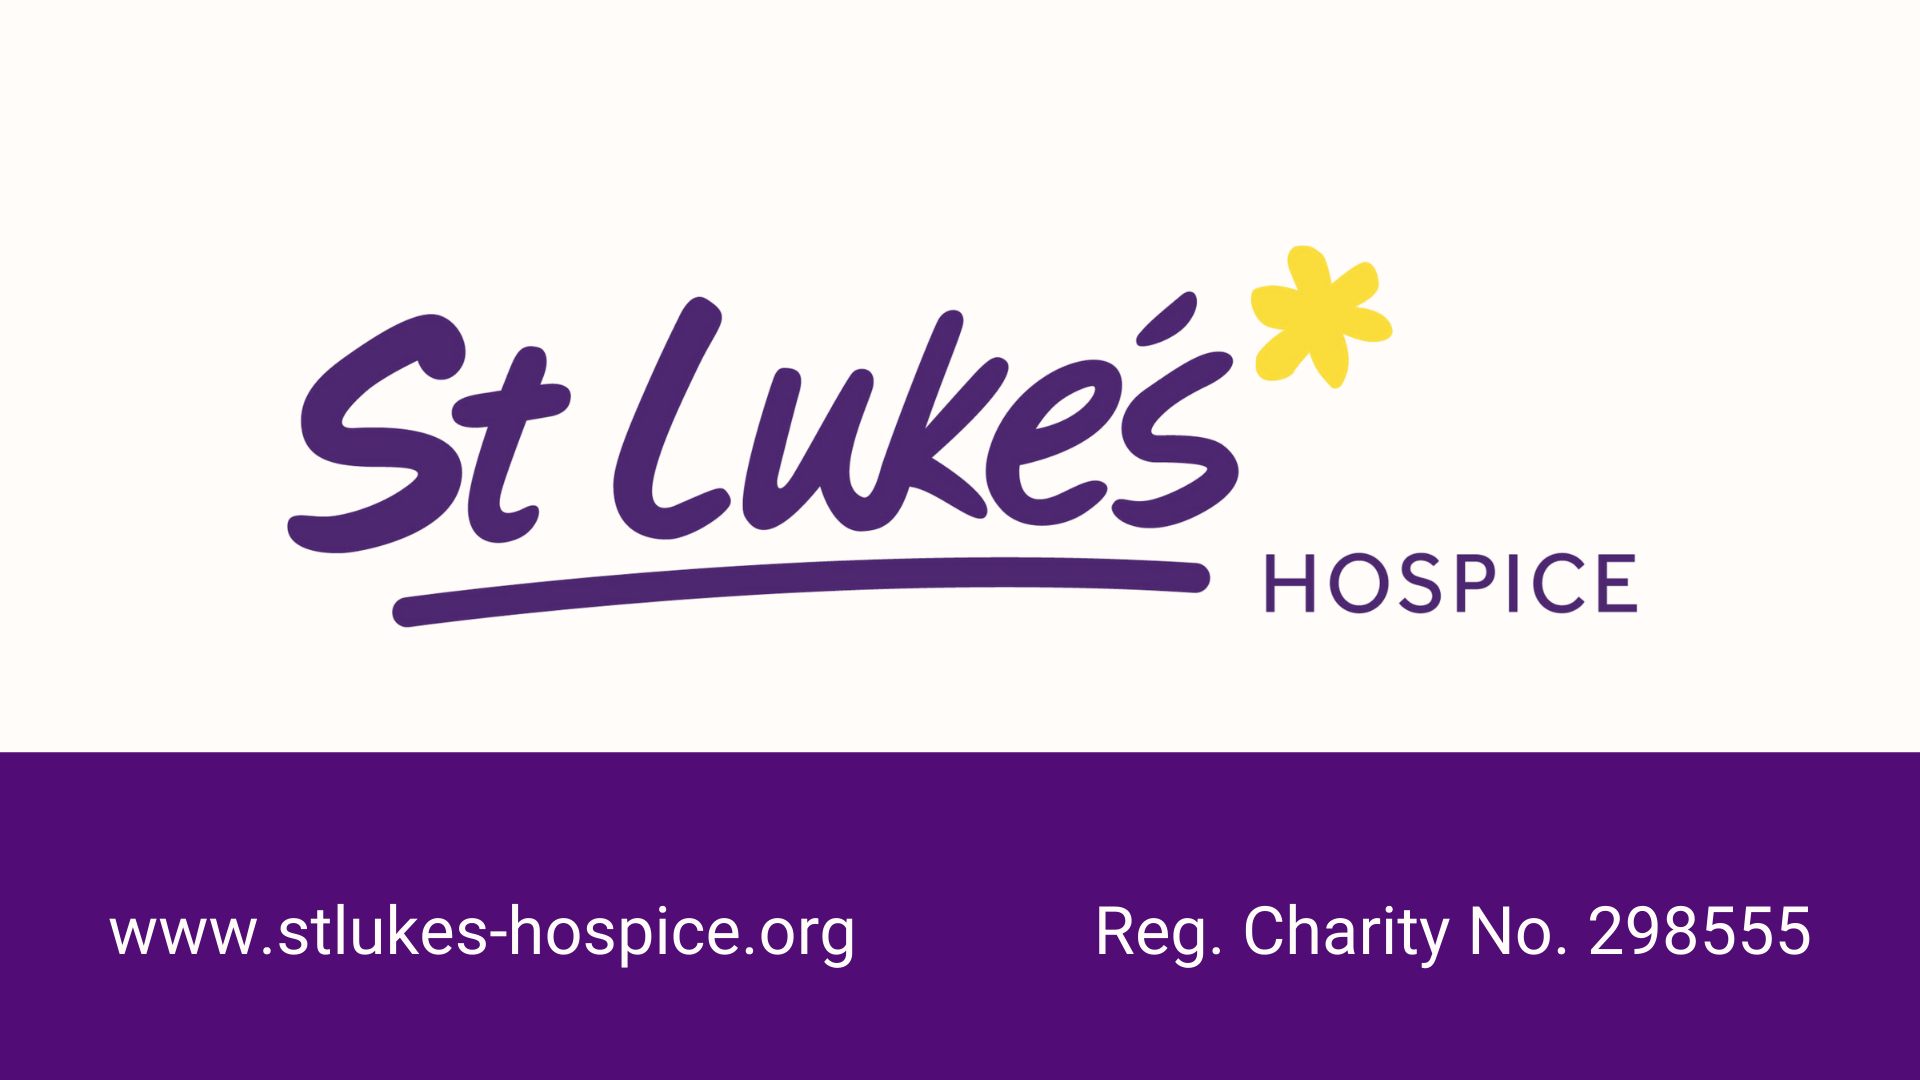 St Luke's
HOSPICE
www.stlukes-hospice.org
Reg. Charity No. 298555